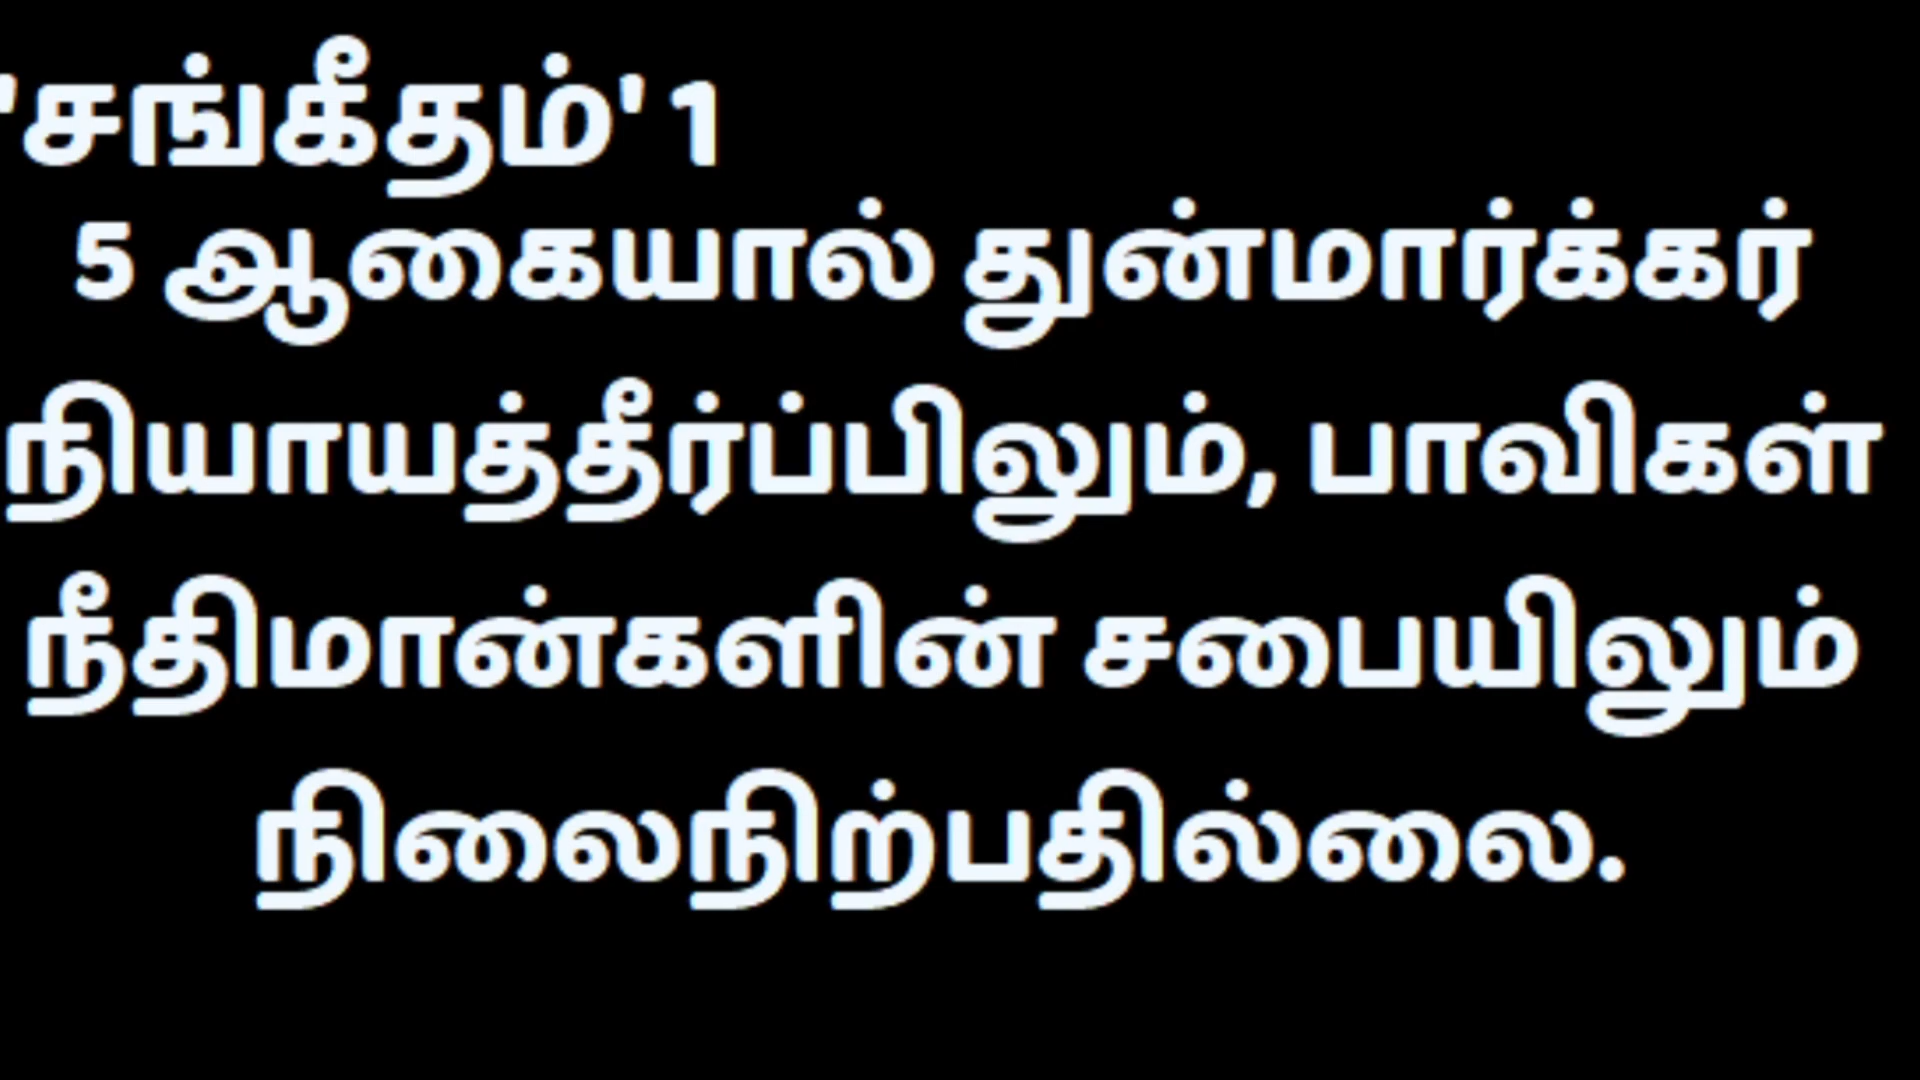 'சங்கீதம்' 1
5 ஆகையால் துன்மார்க்கர்
நியாயத்தீர்ப்பிலும், பாவிகள்
நீதிமான்களின் சபையிலும்
நிலைநிற்பதில்லை.